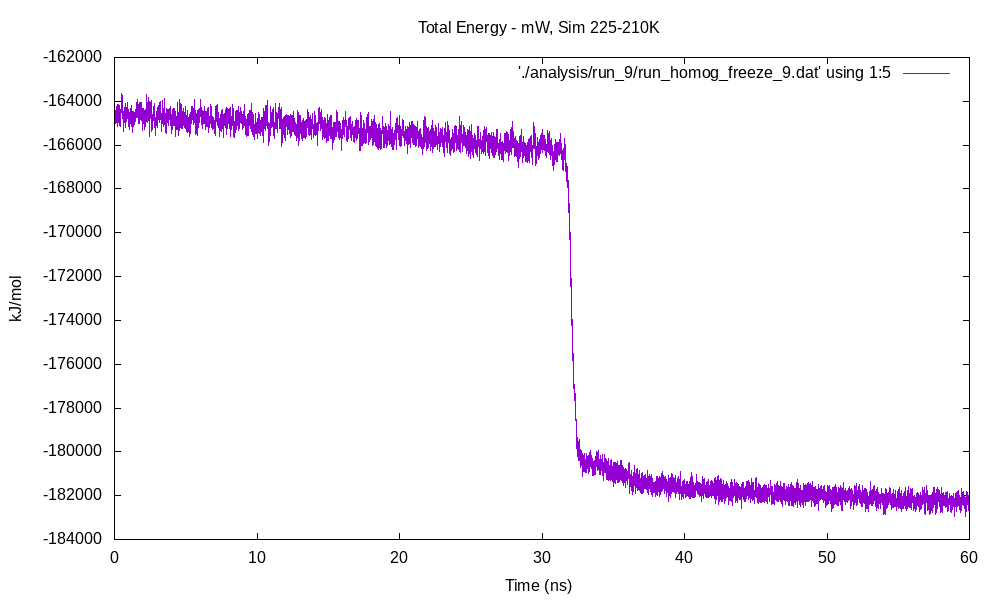 Total Energy - mW, Sim 225-210K
'./analysis/run_9/run_homog_freeze_9.dat' using 1:5
-162000
-164000
-166000
-168000
-170000
-172000
-174000
-176000
-178000
-180000
-182000
-184000
kJ/mol
0 10 20 30 40 50 60
Time (ns)